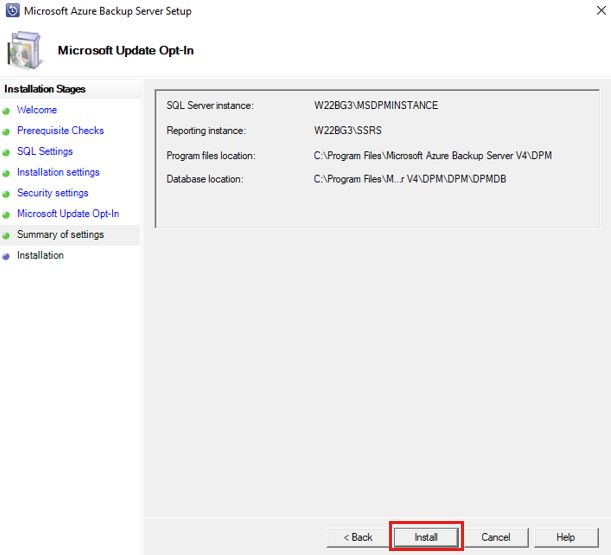 Microsoft Azure Backup Server Setup
Microsoft Update Opt-In
Installation Stages
Welcome
Prerequisite Checks
SQL Settings
Installation settings
Security settings
Microsoft Update Opt-In
Summary of settings
Installation
SQL Server instance: W22BG3\MSDPMINSTANCE
Reporting instance: W22BG3\SSRS
Program files location: C:\Program Files\Microsoft Azure Backup Server V4\DPM
Database location: C:\Program Files\M...r V4\DPM\DPM\DPMDB
< Back Install Cancel Help